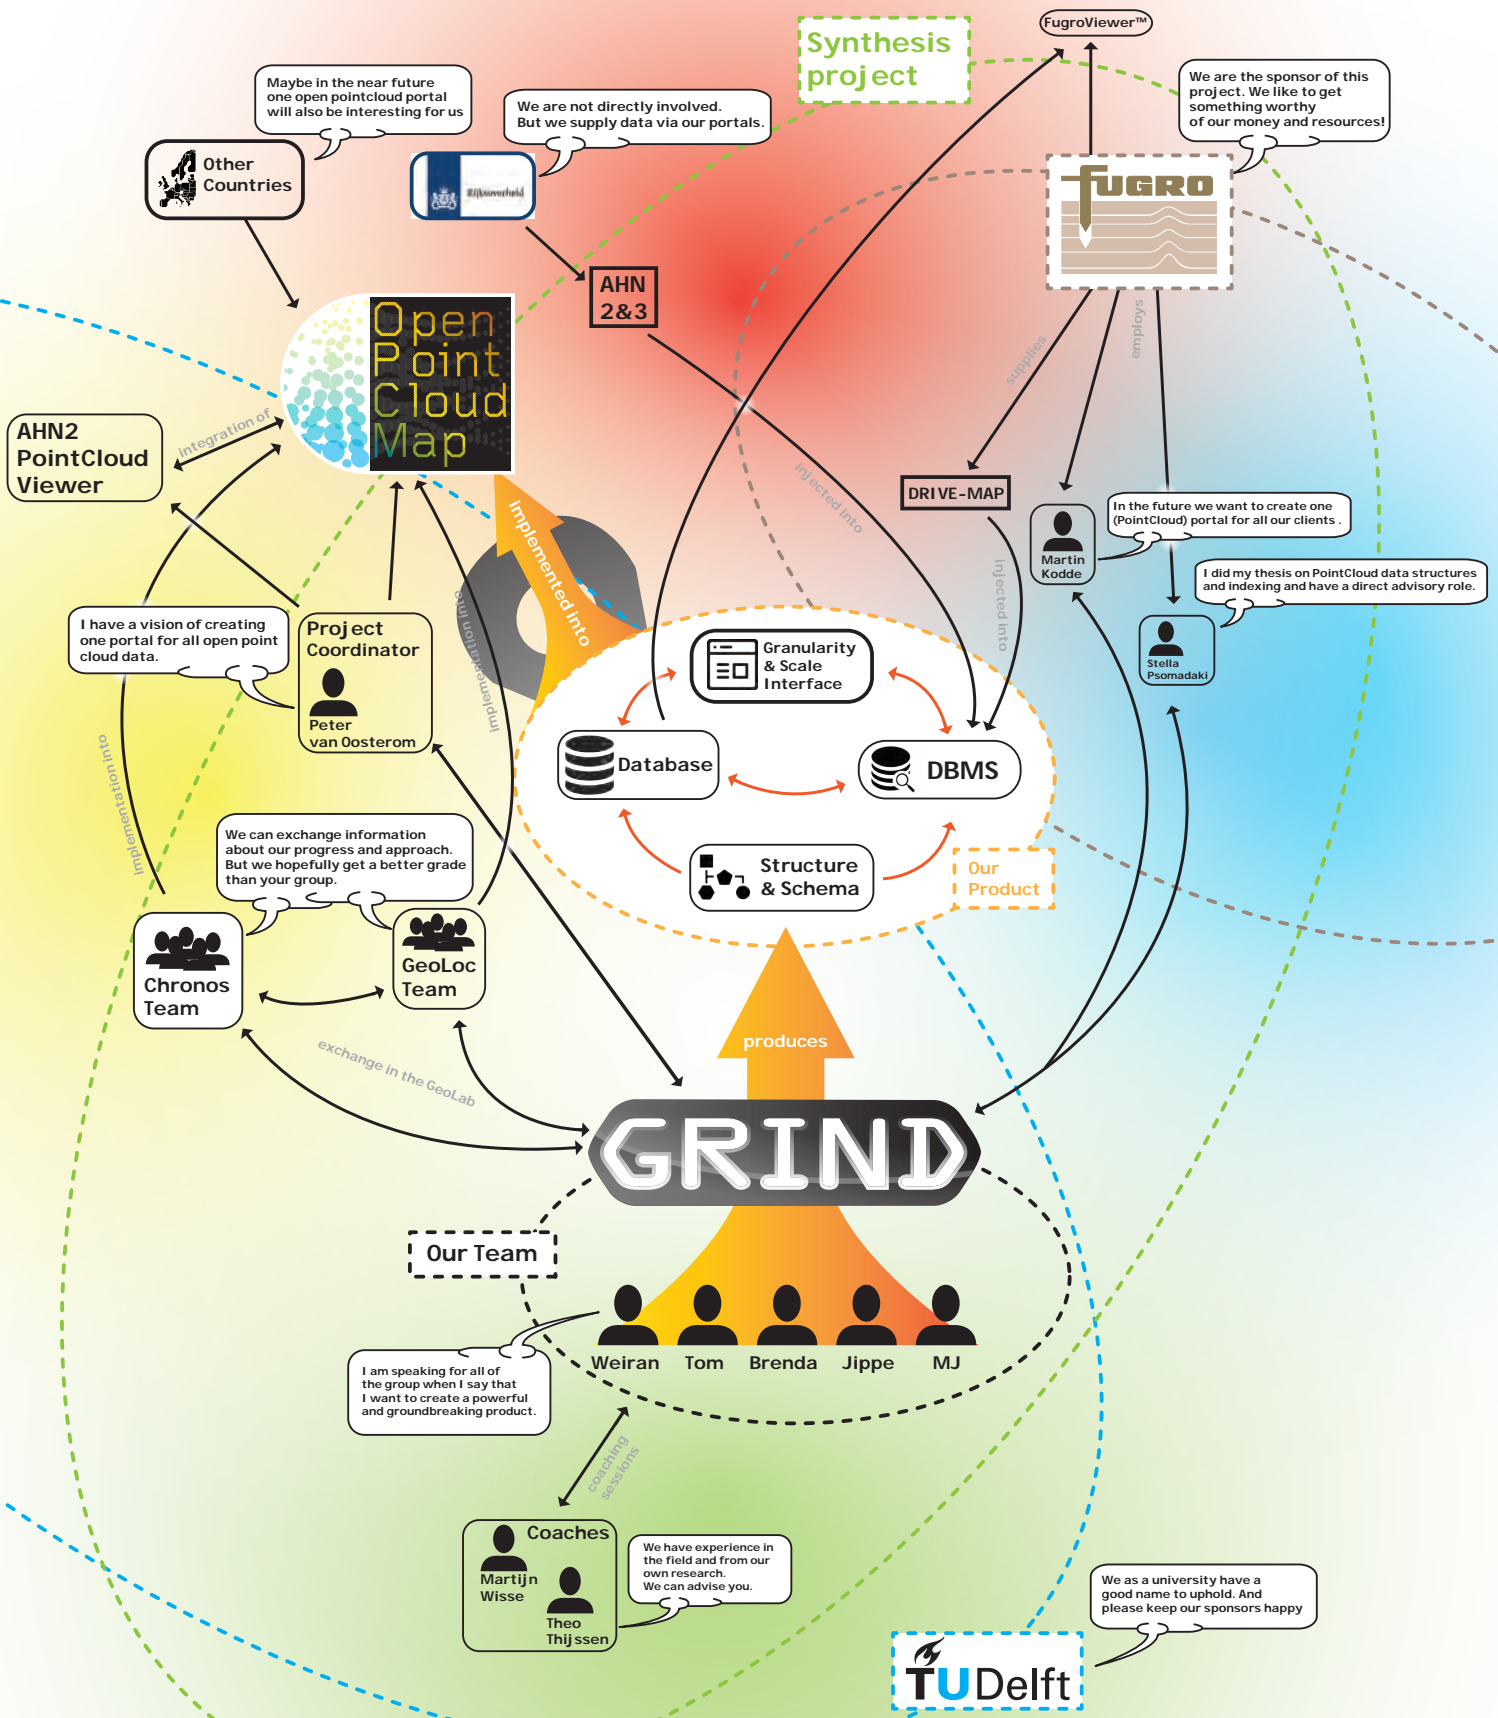 FugroViewer™
Synthesis
project
We are the sponsor of this
project. We like to get
something worthy
of our money and resources!
Maybe in the near future
one open pointcloud portal
will also be interesting for us
We are not directly involved.
But we supply data via our portals.
Other
Countries
Rijksoverheid
FUGRO
AHN
2&3
Open
Point
Cloud
Map
employs
supplies
AHN2
PointCloud
Viewer
integration of
injected into
DRIVE-MAP
implemented into
In the future we want to create one
(PointCloud) portal for all our clients .
Martin
Kodde
injected into
I did my thesis on PointCloud data structures
and indexing and have a direct advisory role.
I have a vision of creating
one portal for all open point
cloud data.
Project
Coordinator
Peter
van Oosterom
implementation into
Granularity
& Scale
Interface
Stella
Psomadaki
Database
DBMS
implementation into
We can exchange information
about our progress and approach.
But we hopefully get a better grade
than your group.
Structure
& Schema
Our
Product
Chronos
Team
GeoLoc
Team
exchange in the GeoLab
produces
GRIND
Our Team
Weiran
Tom
Brenda
Jippe
MJ
I am speaking for all of
the group when I say that
I want to create a powerful
and groundbreaking product.
coaching
sessions
Coaches
Martijn
Wisse
Theo
Thijssen
We have experience in
the field and from our
own research.
We can advise you.
We as a university have a
good name to uphold. And
please keep our sponsors happy
TU Delft